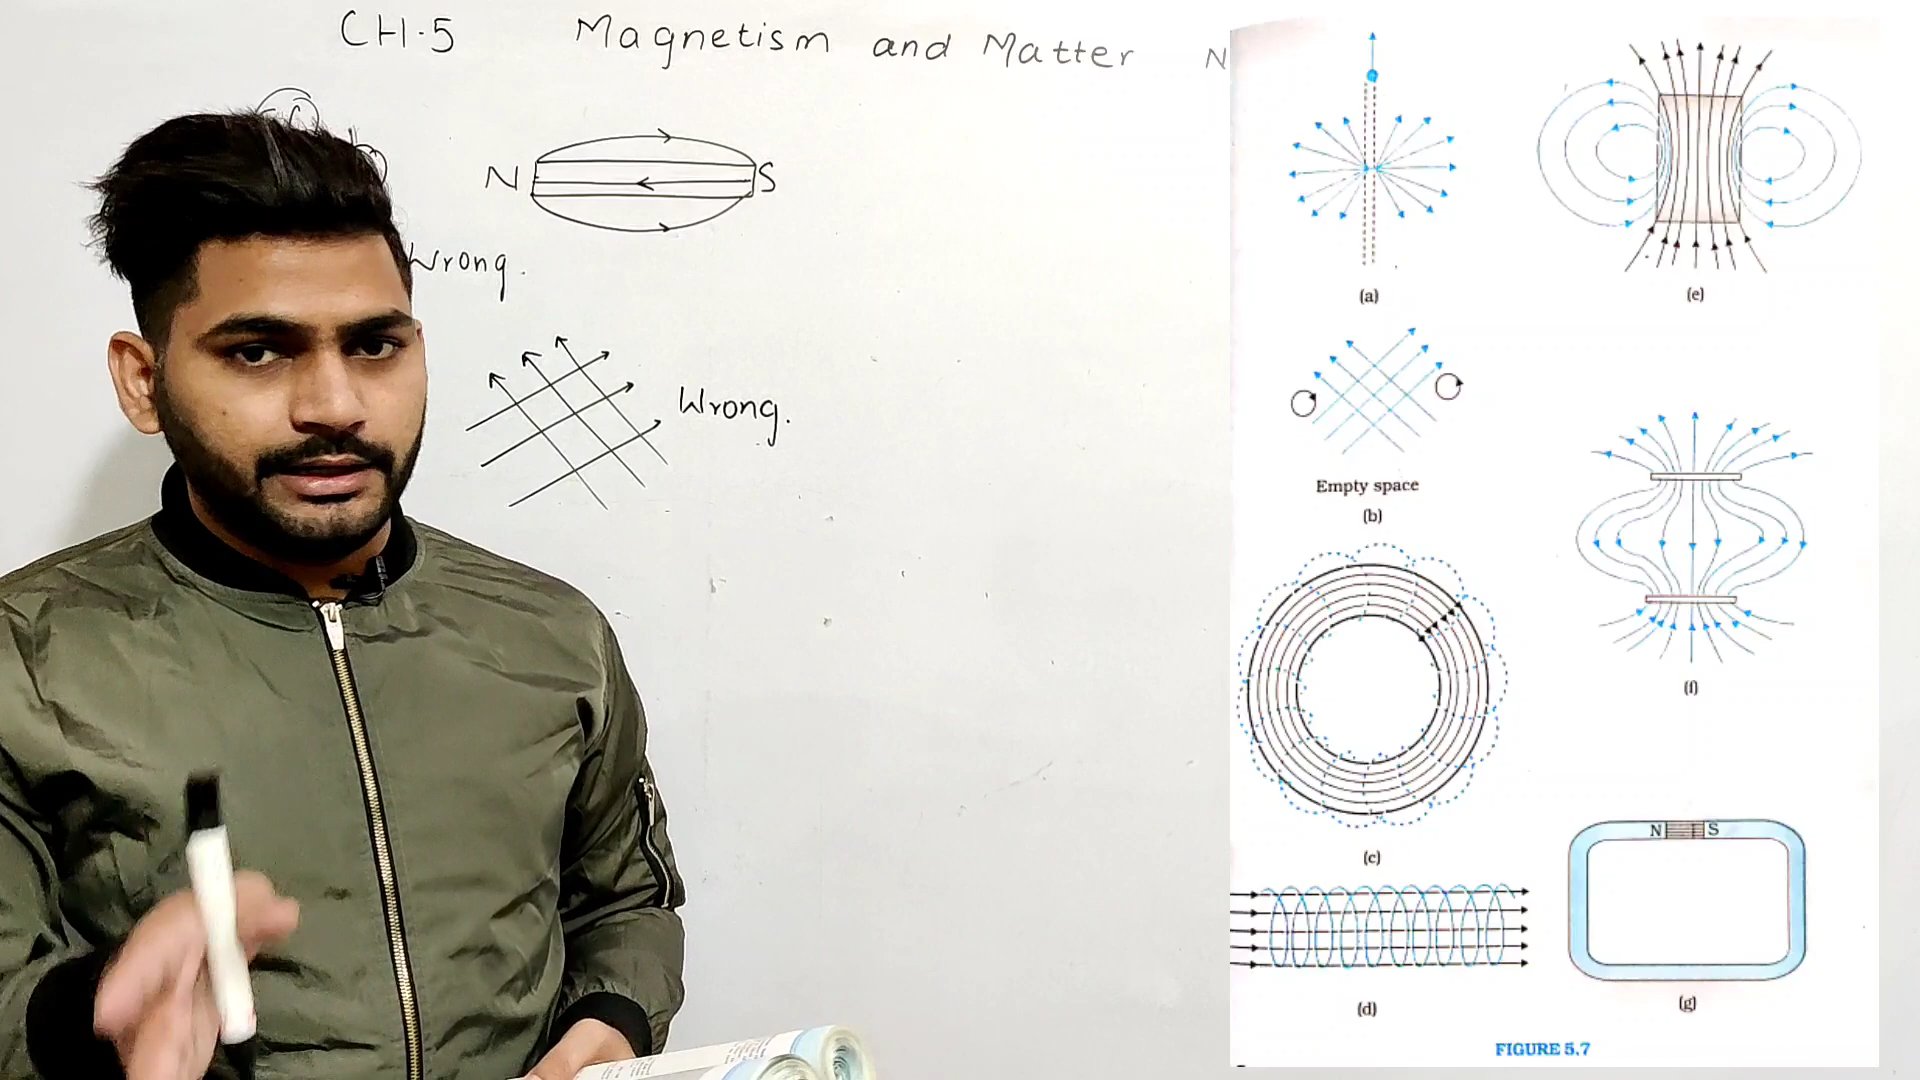 CH.5 Magnetism and Matter N
N S
Wrong.
Wrong.
(a)
(e)
Empty space
(b)
(c)
(f)
(d)
N S
(g)
FIGURE 5.7